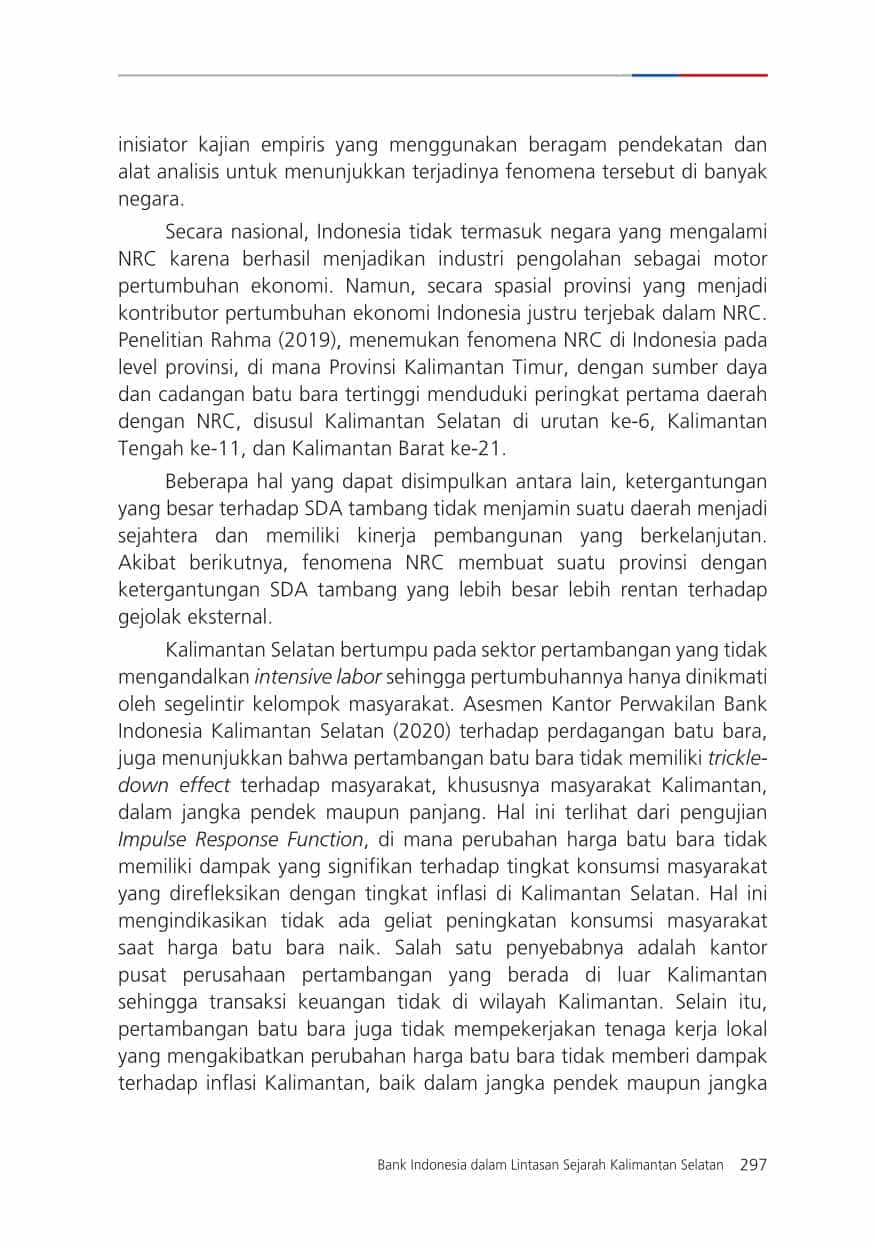 inisiator kajian empiris yang menggunakan beragam pendekatan dan
alat analisis untuk menunjukkan terjadinya fenomena tersebut di banyak
negara.
Secara nasional, Indonesia tidak termasuk negara yang mengalami
NRC karena berhasil menjadikan industri pengolahan sebagai motor
pertumbuhan ekonomi. Namun, secara spasial provinsi yang menjadi
kontributor pertumbuhan ekonomi Indonesia justru terjebak dalam NRC.
Penelitian Rahma (2019), menemukan fenomena NRC di Indonesia pada
level provinsi, di mana Provinsi Kalimantan Timur, dengan sumber daya
dan cadangan batu bara tertinggi menduduki peringkat pertama daerah
dengan NRC, disusul Kalimantan Selatan di urutan ke-6, Kalimantan
Tengah ke-11, dan Kalimantan Barat ke-21.
Beberapa hal yang dapat disimpulkan antara lain, ketergantungan
yang besar terhadap SDA tambang tidak menjamin suatu daerah menjadi
sejahtera dan memiliki kinerja pembangunan yang berkelanjutan.
Akibat berikutnya, fenomena NRC membuat suatu provinsi dengan
ketergantungan SDA tambang yang lebih besar lebih rentan terhadap
gejolak eksternal.
Kalimantan Selatan bertumpu pada sektor pertambangan yang tidak
mengandalkan intensive labor sehingga pertumbuhannya hanya dinikmati
oleh segelintir kelompok masyarakat. Asesmen Kantor Perwakilan Bank
Indonesia Kalimantan Selatan (2020) terhadap perdagangan batu bara,
juga menunjukkan bahwa pertambangan batu bara tidak memiliki trickle-
down effect terhadap masyarakat, khususnya masyarakat Kalimantan,
dalam jangka pendek maupun panjang. Hal ini terlihat dari pengujian
Impulse Response Function, di mana perubahan harga batu bara tidak
memiliki dampak yang signifikan terhadap tingkat konsumsi masyarakat
yang direfleksikan dengan tingkat inflasi di Kalimantan Selatan. Hal ini
mengindikasikan tidak ada geliat peningkatan konsumsi masyarakat
saat harga batu bara naik. Salah satu penyebabnya adalah kantor
pusat perusahaan pertambangan yang berada di luar Kalimantan
sehingga transaksi keuangan tidak di wilayah Kalimantan. Selain itu,
pertambangan batu bara juga tidak mempekerjakan tenaga kerja lokal
yang mengakibatkan perubahan harga batu bara tidak memberi dampak
terhadap inflasi Kalimantan, baik dalam jangka pendek maupun jangka
Bank Indonesia dalam Lintasan Sejarah Kalimantan Selatan 297